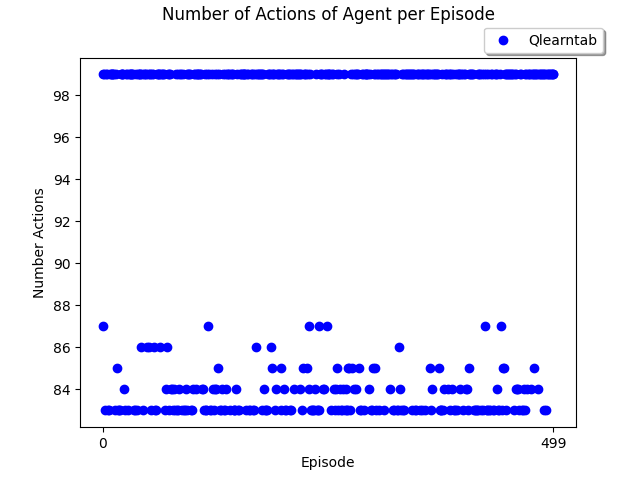 Number of Actions of Agent per Episode
Qlearntab
98
96
94
92
90
88
86
84
Number Actions
0
499
Episode